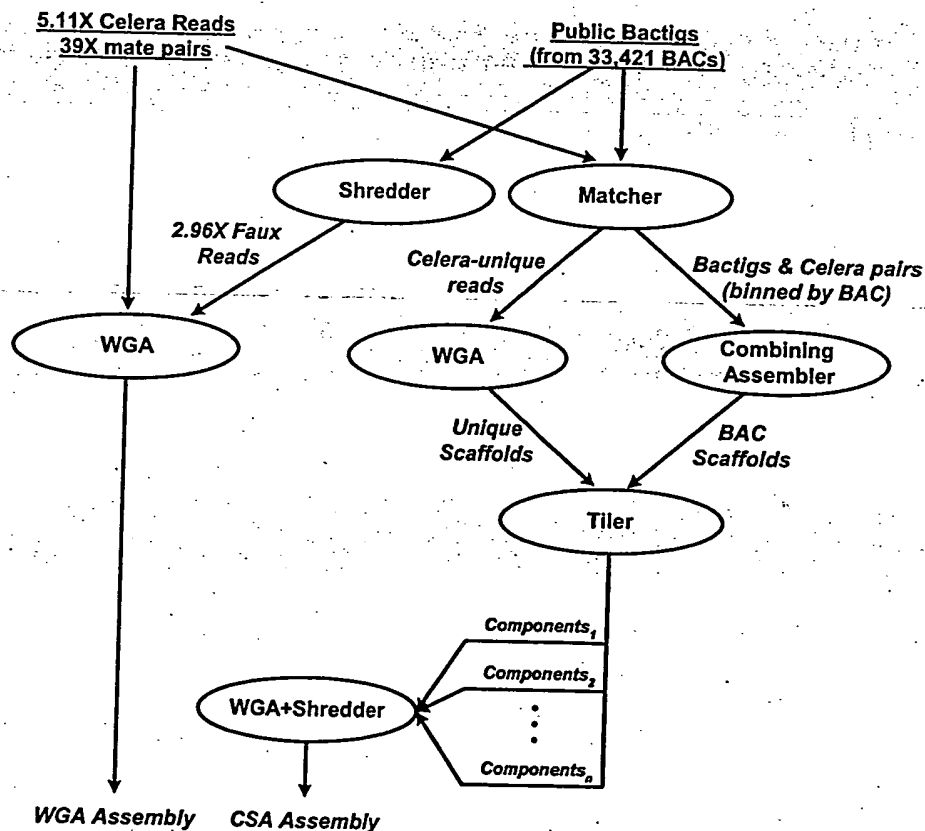 5.11X Celera Reads
39X mate pairs
Public Bactigs
(from 33,421 BACs)
Shredder
Matcher
2.96X Faux
Reads
Celera-unique
reads
Bactigs & Celera pairs
(binned by BAC)
WGA
WGA
Combining
Assembler
Unique
Scaffolds
BAC
Scaffolds
Tiler
Components1
Components2
WGA+Shredder
Componentsn
WGA Assembly
CSA Assembly